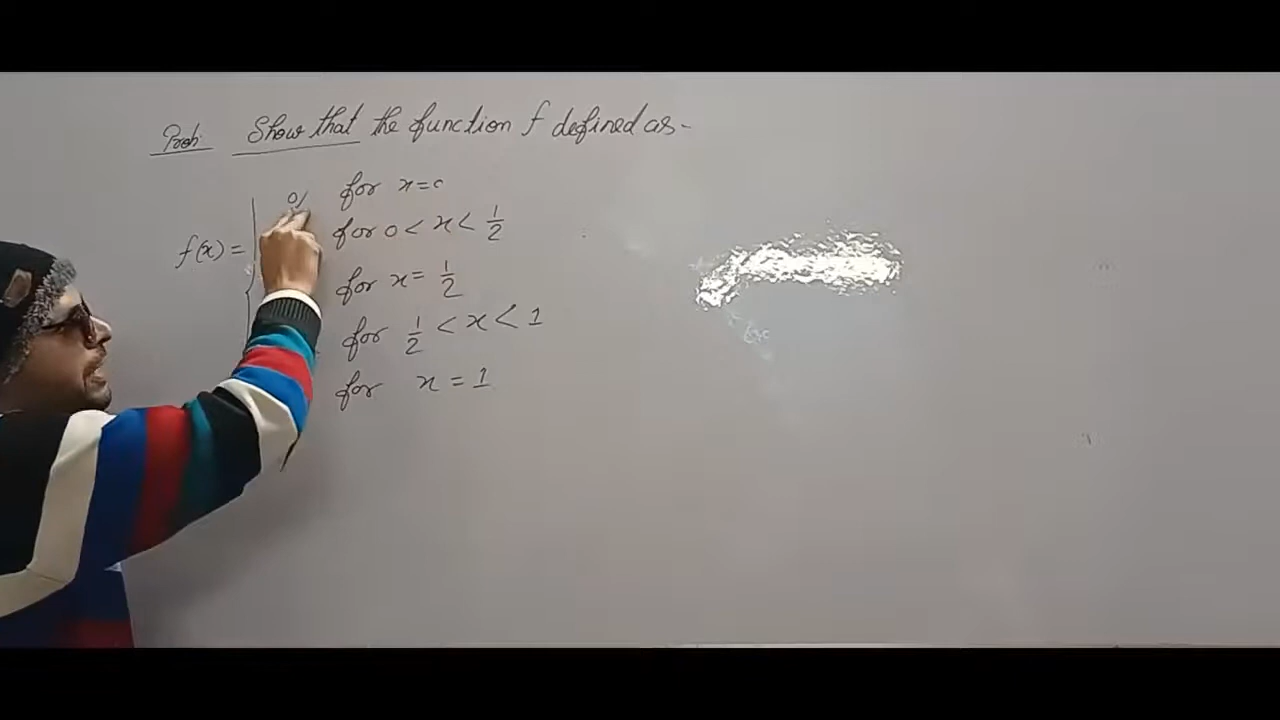 Prob. Show that the function f defined as -
0, for x=0
f(x) = for 0 < x < 1/2
for x = 1/2
for 1/2 < x < 1
for x = 1